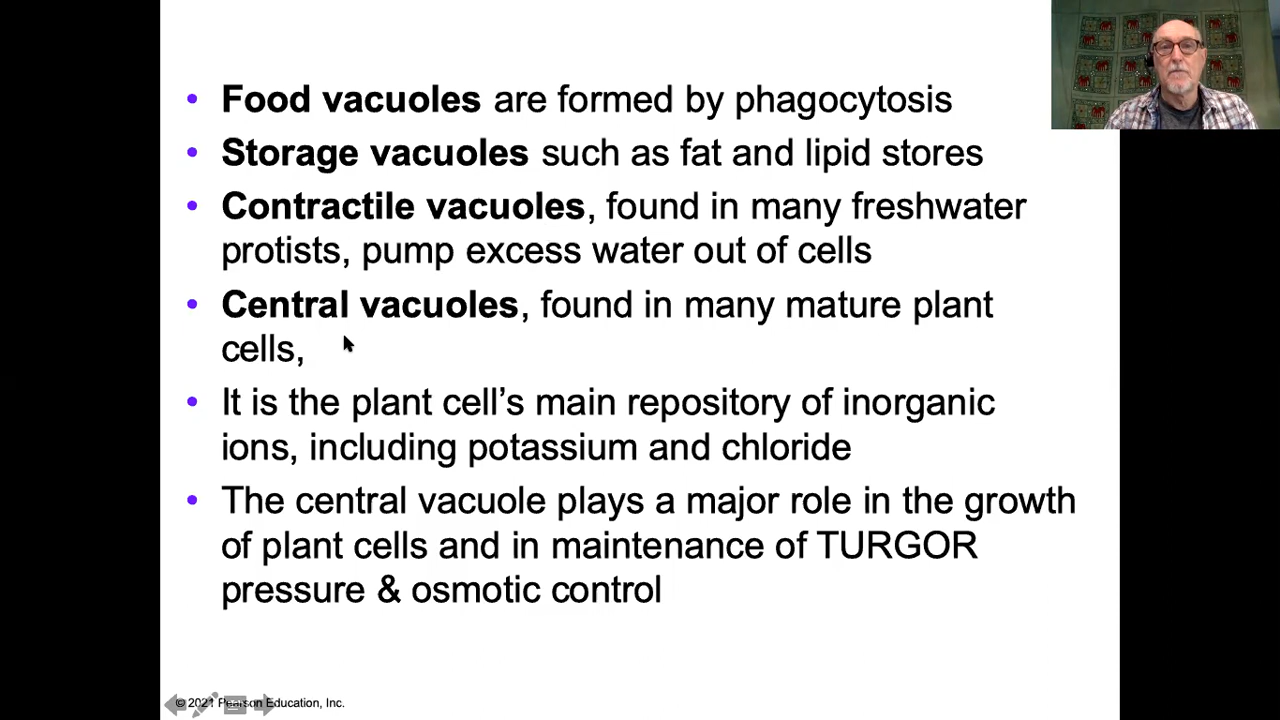 • Food vacuoles are formed by phagocytosis
• Storage vacuoles such as fat and lipid stores
• Contractile vacuoles, found in many freshwater
protists, pump excess water out of cells
• Central vacuoles, found in many mature plant
cells,
• It is the plant cell’s main repository of inorganic
ions, including potassium and chloride
• The central vacuole plays a major role in the growth
of plant cells and in maintenance of TURGOR
pressure & osmotic control
© 2021 Pearson Education, Inc.